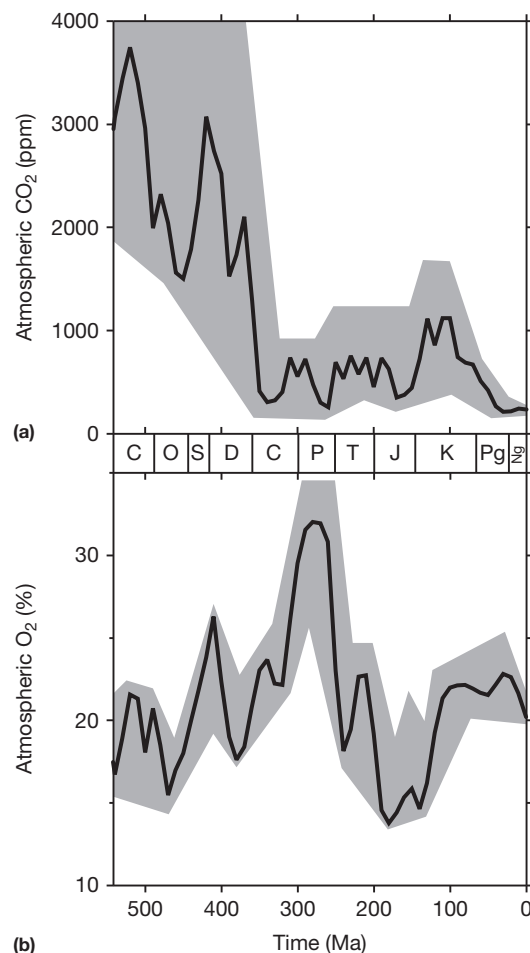 4000
3000
2000
1000
0
Atmospheric CO₂ (ppm)
(a)
C O S D C P T J K Pg Ng
30
20
10
Atmospheric O₂ (%)
500 400 300 200 100 0
Time (Ma)
(b)